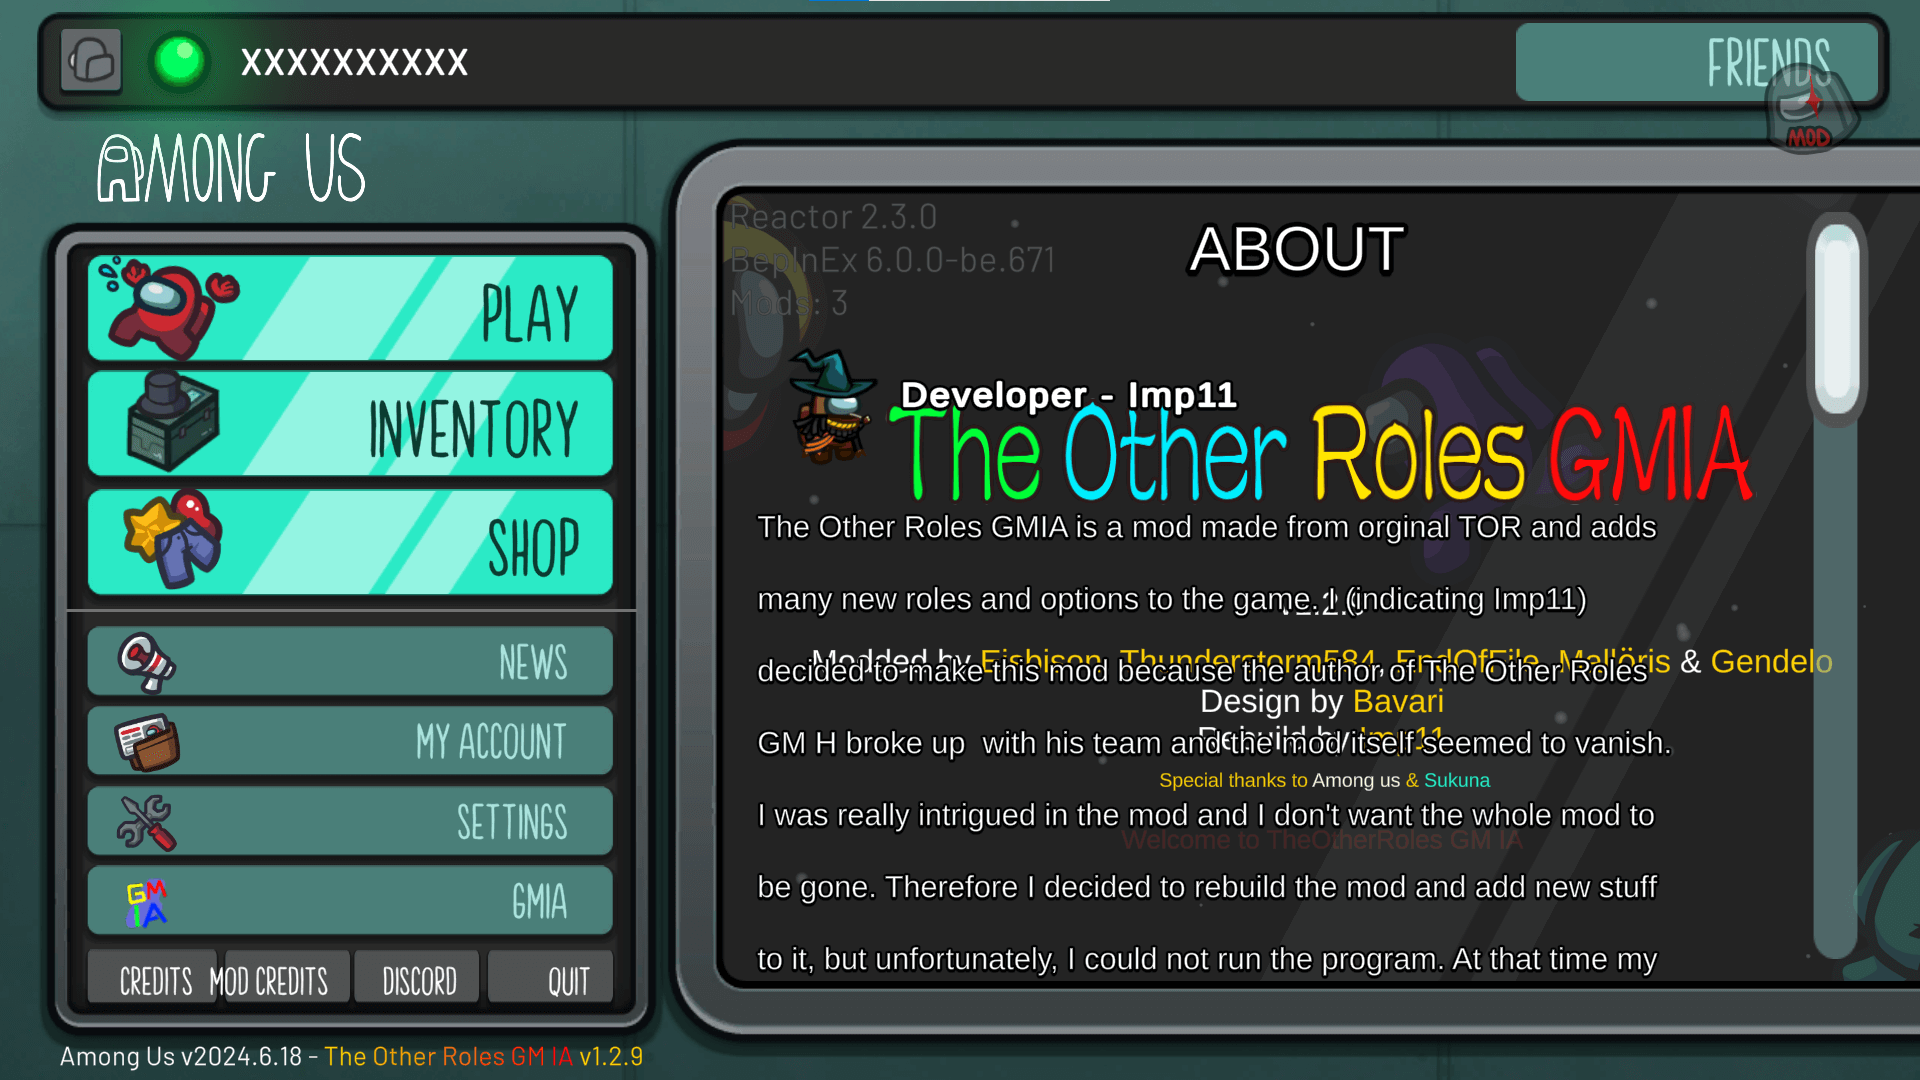 XXXXXXXXXX
FRIENDS
MOD
AMONG US
PLAY
INVENTORY
SHOP
NEWS
MY ACCOUNT
SETTINGS
GMIA
GMIA
CREDITS
MOD CREDITS
DISCORD
QUIT
Among Us v2024.6.18 - The Other Roles GM IA v1.2.9
Reactor 2.3.0
BepInEx 6.0.0-be.671
Mods: 3
ABOUT
Developer - Imp11
The Other Roles GMIA
The Other Roles GMIA is a mod made from orginal TOR and adds
many new roles and options to the game. I (indicating Imp11)
Modded by Eisbison, Thunderstorm584, EndOfFile, Mallöris & Gendelo
decided to make this mod because the author of The Other Roles
Design by Bavari
Rebuild by Imp11
GM H broke up  with his team and the mod itself seemed to vanish.
Special thanks to Among us & Sukuna
I was really intrigued in the mod and I don't want the whole mod to
Welcome to TheOtherRoles GM IA
be gone. Therefore I decided to rebuild the mod and add new stuff
to it, but unfortunately, I could not run the program. At that time my